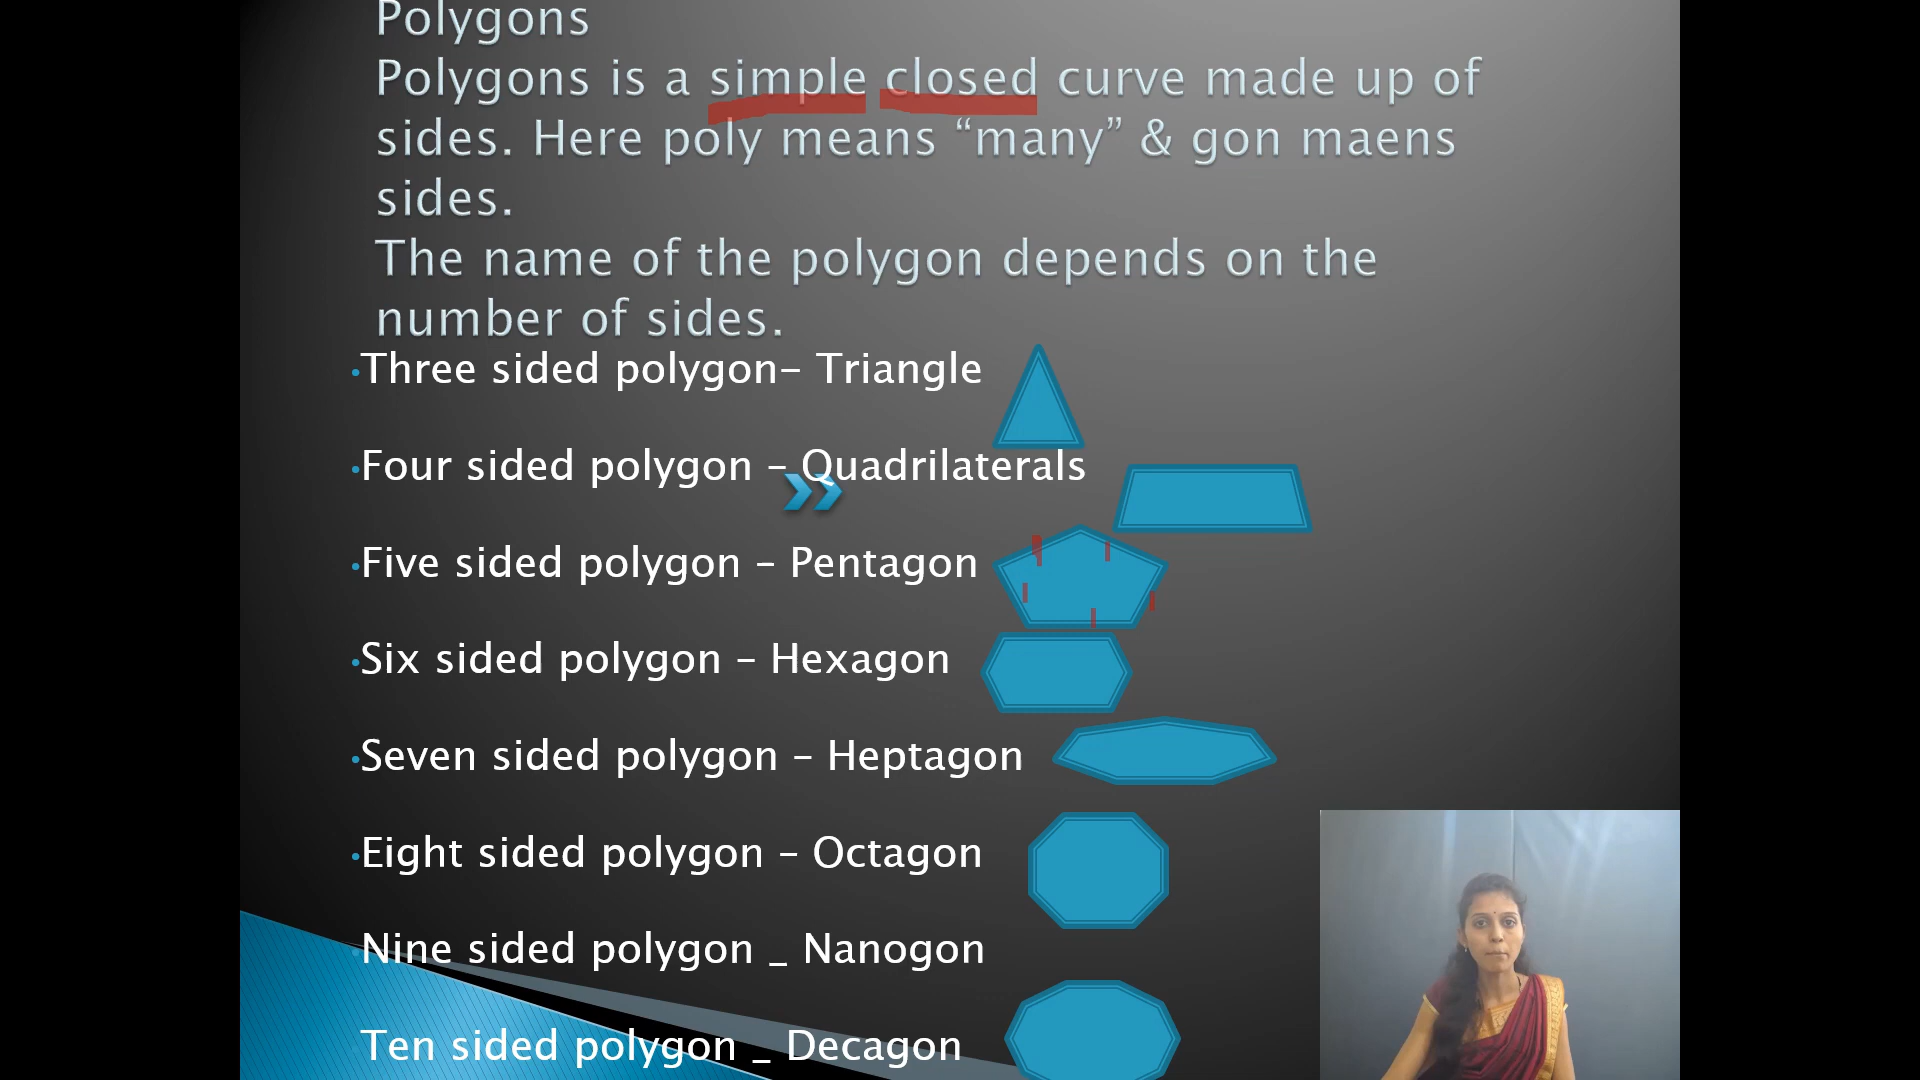 Polygons
Polygons is a simple closed curve made up of
sides. Here poly means “many” & gon maens
sides.
The name of the polygon depends on the
number of sides.
•Three sided polygon– Triangle
•Four sided polygon – Quadrilaterals
•Five sided polygon – Pentagon
•Six sided polygon – Hexagon
•Seven sided polygon – Heptagon
•Eight sided polygon – Octagon
•Nine sided polygon _ Nanogon
•Ten sided polygon _ Decagon